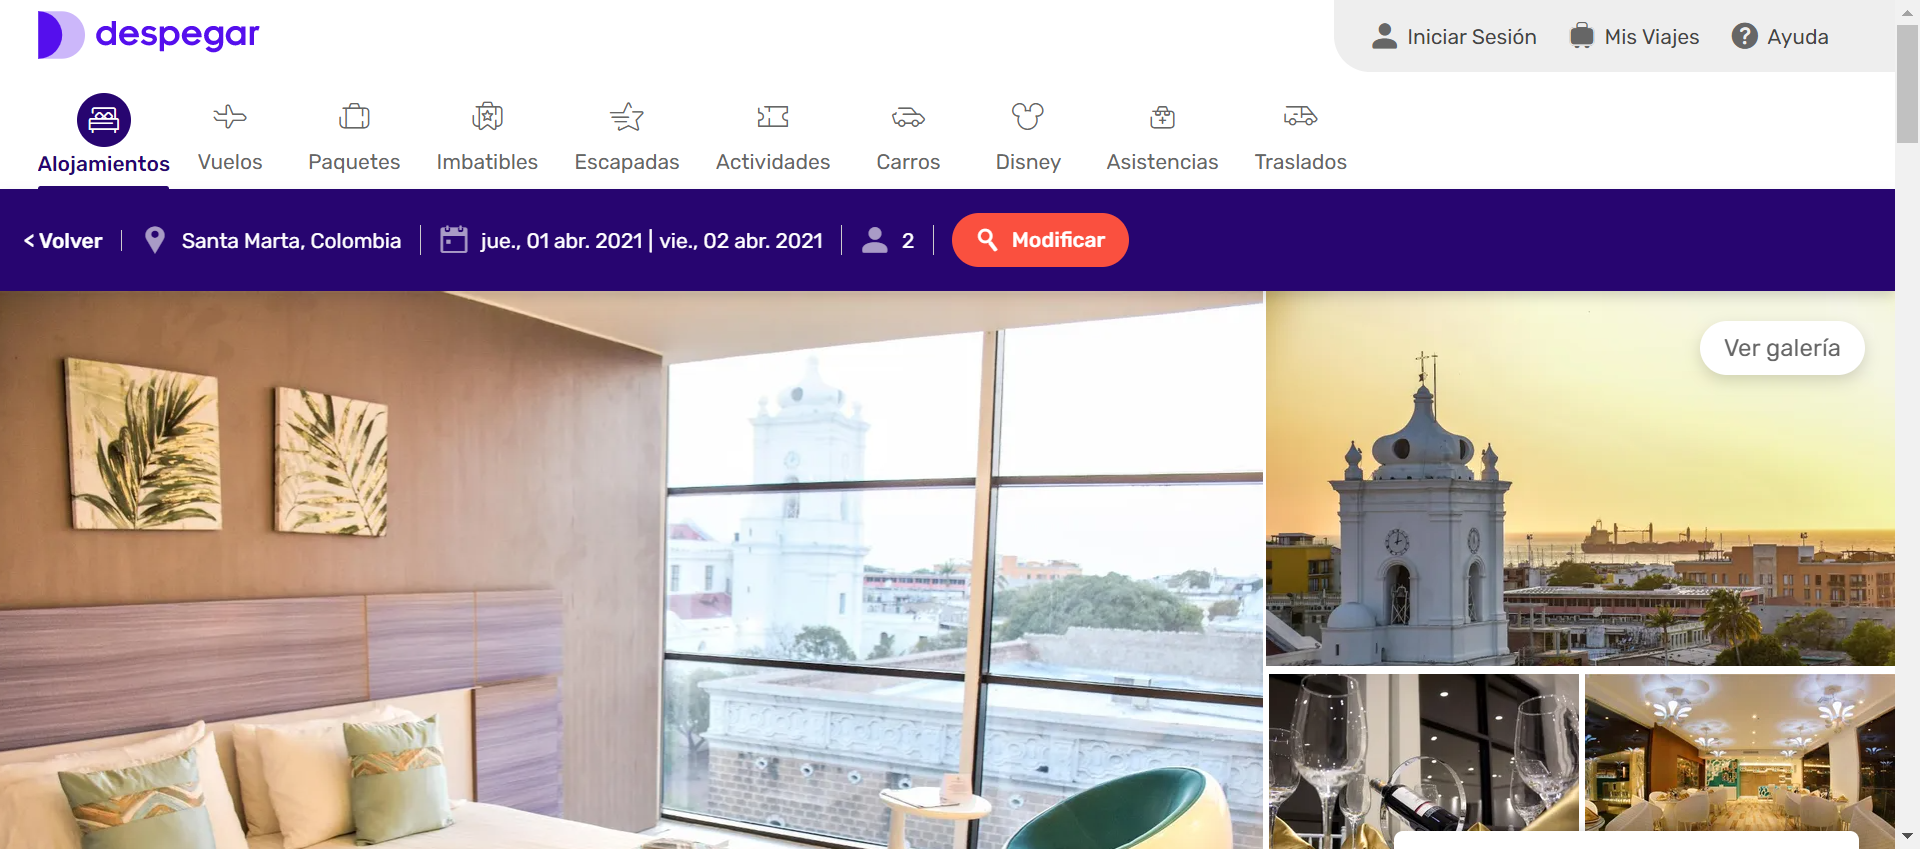 despegar
Iniciar Sesión
Mis Viajes
Ayuda
Alojamientos
Vuelos
Paquetes
Imbatibles
Escapadas
Actividades
Carros
Disney
Asistencias
Traslados
< Volver
Santa Marta, Colombia
jue., 01 abr. 2021 | vie., 02 abr. 2021
2
Modificar
Ver galería